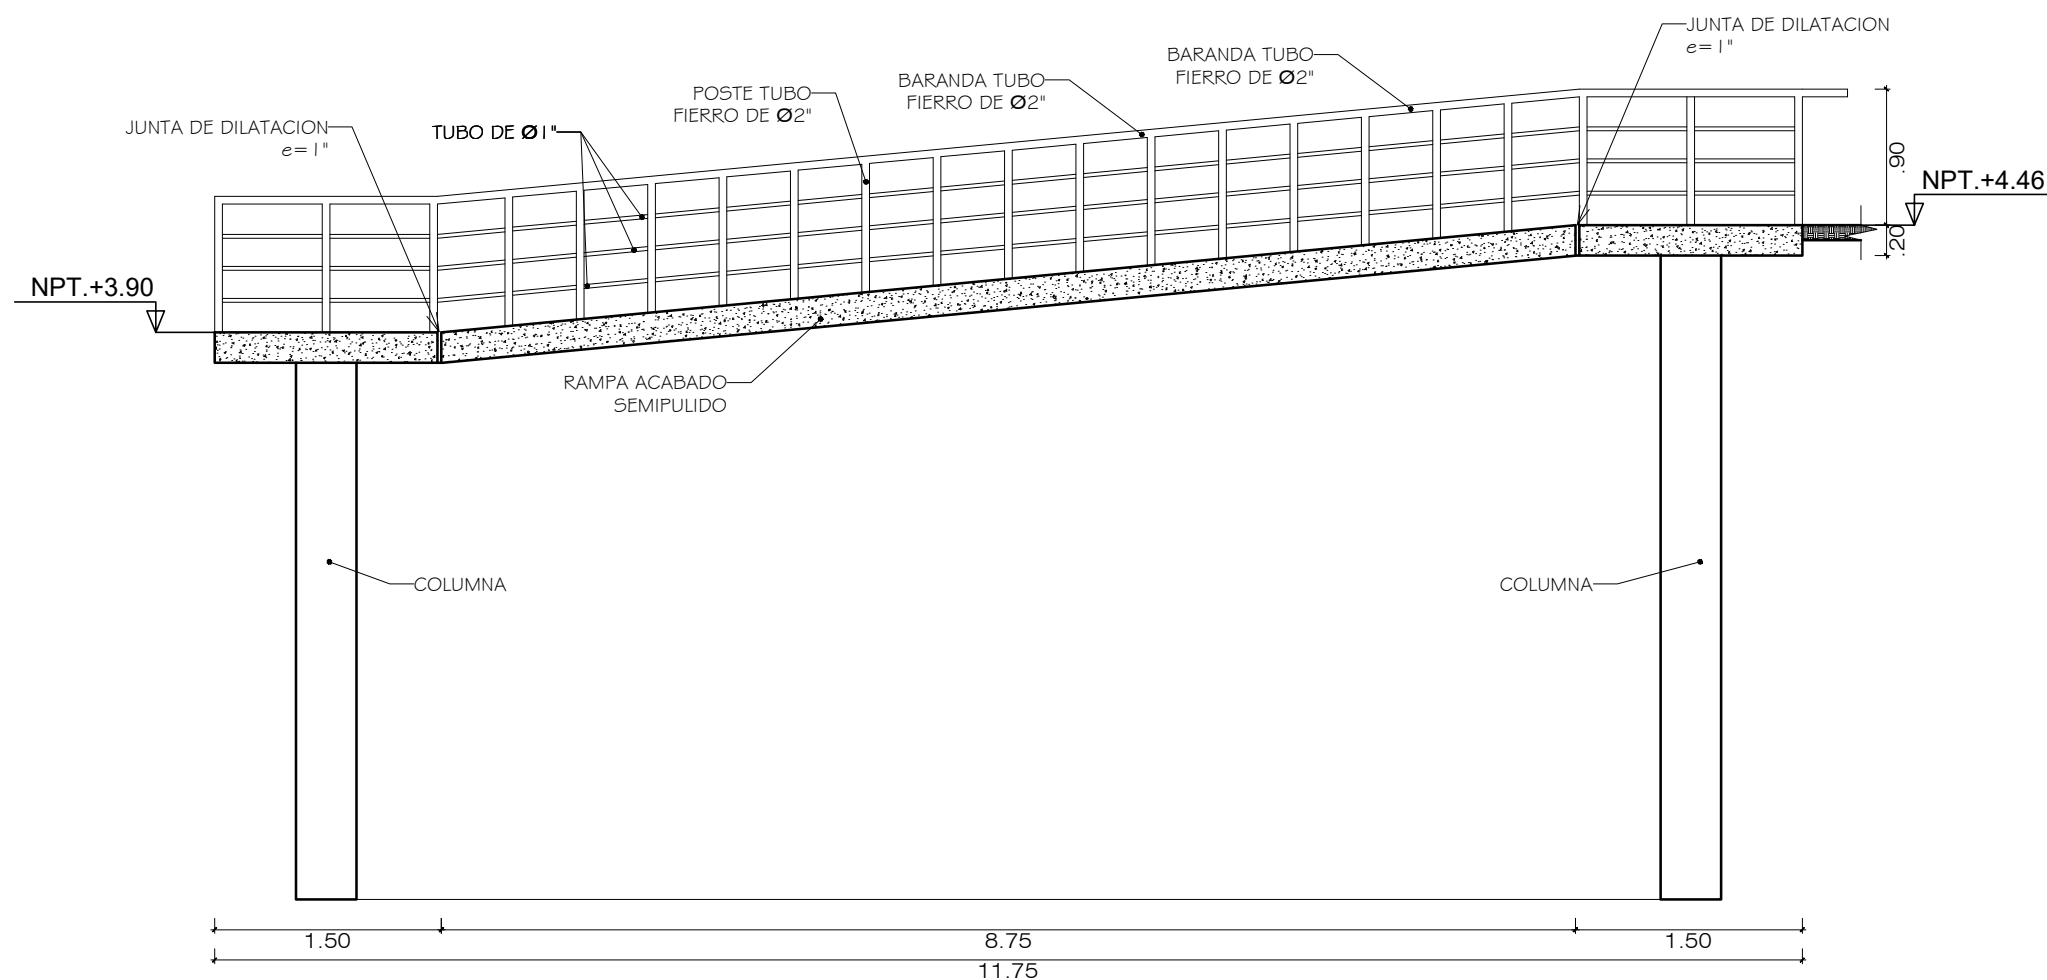 JUNTA DE DILATACION
e=1"
BARANDA TUBO
FIERRO DE Ø2"
BARANDA TUBO
FIERRO DE Ø2"
POSTE TUBO
FIERRO DE Ø2"
JUNTA DE DILATACION
e=1"
TUBO DE Ø1"
.90
NPT.+4.46
.20
NPT.+3.90
RAMPA ACABADO
SEMIPULIDO
COLUMNA
COLUMNA
1.50
8.75
1.50
11.75